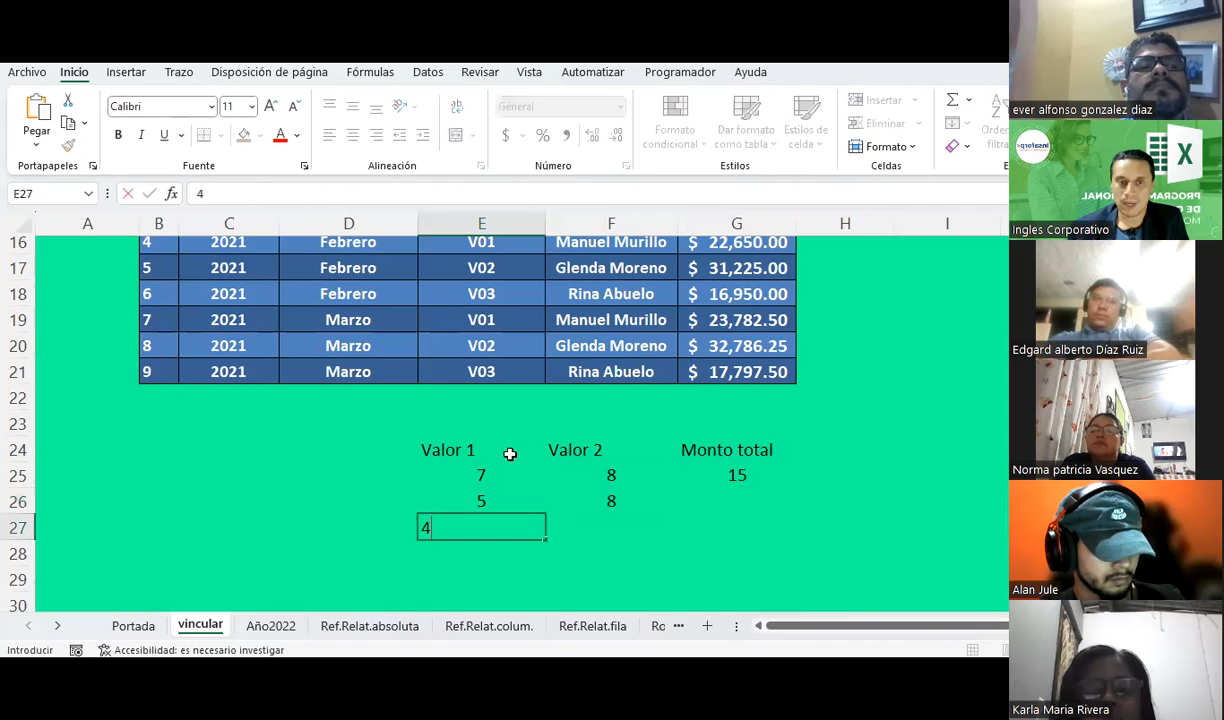 Archivo Inicio Insertar Trazo Disposición de página Fórmulas Datos Revisar Vista Automatizar Programador Ayuda
Pegar
Calibri 11
N K S
General
$ % 
Formato condicional
Dar formato como tabla
Estilos de celda
Insertar
Eliminar
Formato
Portapapeles Fuente Alineación Número Estilos Celdas
E27 fx 4
A B C D E F G H I
16 4 2021 Febrero V01 Manuel Murillo $ 22,650.00
17 5 2021 Febrero V02 Glenda Moreno $ 31,225.00
18 6 2021 Febrero V03 Rina Abuelo $ 16,950.00
19 7 2021 Marzo V01 Manuel Murillo $ 23,782.50
20 8 2021 Marzo V02 Glenda Moreno $ 32,786.25
21 9 2021 Marzo V03 Rina Abuelo $ 17,797.50
22
23
24 Valor 1 Valor 2 Monto total
25 7 8 15
26 5 8
27 4
28
29
30
Portada vincular Año2022 Ref.Relat.absoluta Ref.Relat.colum. Ref.Relat.fila
Introducir Accesibilidad: es necesario investigar
ever alfonso gonzalez diaz
Ingles Corporativo
Edgard alberto Díaz Ruiz
Norma patricia Vasquez
Alan Jule
Karla Maria Rivera